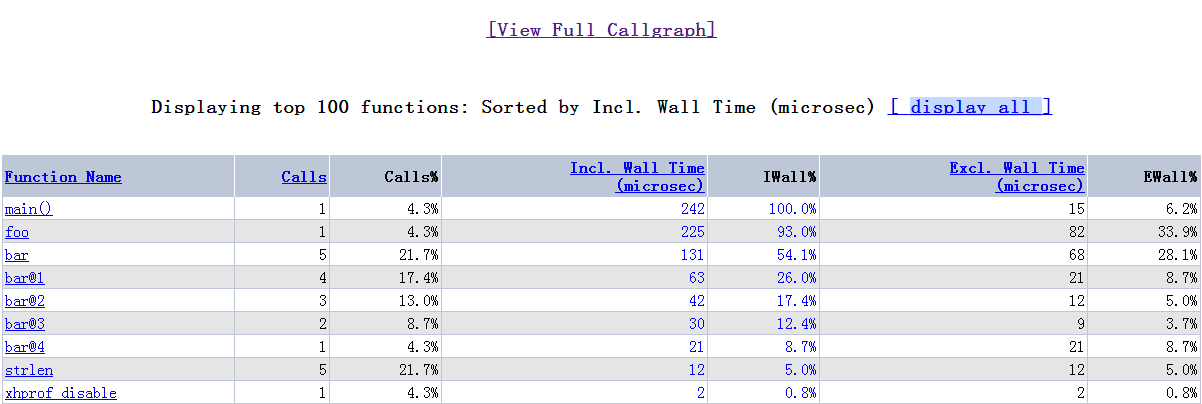 [View Full Callgraph]
Displaying top 100 functions: Sorted by Incl. Wall Time (microsec) [ display all ]
Function Name Calls Calls% Incl. Wall Time (microsec) IWall% Excl. Wall Time (microsec) EWall%
main() 1 4.3% 242 100.0% 15 6.2%
foo 1 4.3% 225 93.0% 82 33.9%
bar 5 21.7% 131 54.1% 68 28.1%
bar@1 4 17.4% 63 26.0% 21 8.7%
bar@2 3 13.0% 42 17.4% 12 5.0%
bar@3 2 8.7% 30 12.4% 9 3.7%
bar@4 1 4.3% 21 8.7% 21 8.7%
strlen 5 21.7% 12 5.0% 12 5.0%
xhprof_disable 1 4.3% 2 0.8% 2 0.8%